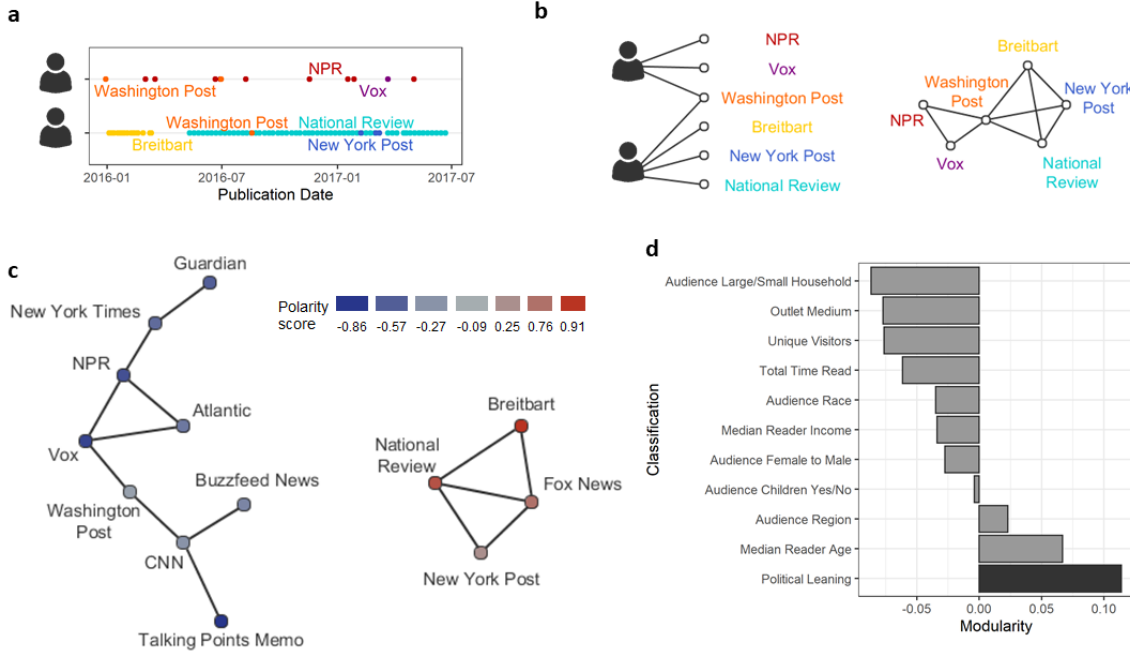 a
NPR
Washington Post
Vox
Washington Post
National Review
Breitbart
New York Post
2016-01
2016-07
2017-01
2017-07
Publication Date
b
NPR
Vox
Washington Post
Breitbart
New York Post
National Review
Breitbart
Washington
Post
New York
Post
NPR
Vox
National
Review
c
Guardian
New York Times
NPR
Atlantic
Vox
Buzzfeed News
Washington
Post
CNN
Talking Points Memo
Polarity
score
-0.86
-0.57
-0.27
-0.09
0.25
0.76
0.91
Breitbart
National
Review
Fox News
New York Post
d
Classification
Audience Large/Small Household
Outlet Medium
Unique Visitors
Total Time Read
Audience Race
Median Reader Income
Audience Female to Male
Audience Children Yes/No
Audience Region
Median Reader Age
Political Leaning
-0.05
0.00
0.05
0.10
Modularity